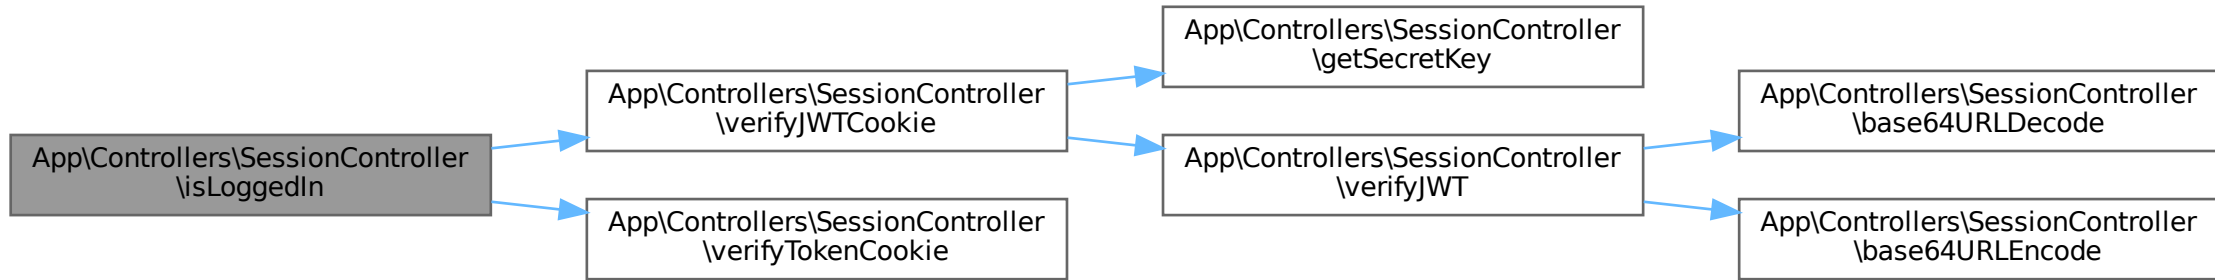 App\Controllers\SessionController
\isLoggedIn
App\Controllers\SessionController
\verifyJWTCookie
App\Controllers\SessionController
\verifyTokenCookie
App\Controllers\SessionController
\getSecretKey
App\Controllers\SessionController
\verifyJWT
App\Controllers\SessionController
\base64URLDecode
App\Controllers\SessionController
\base64URLEncode